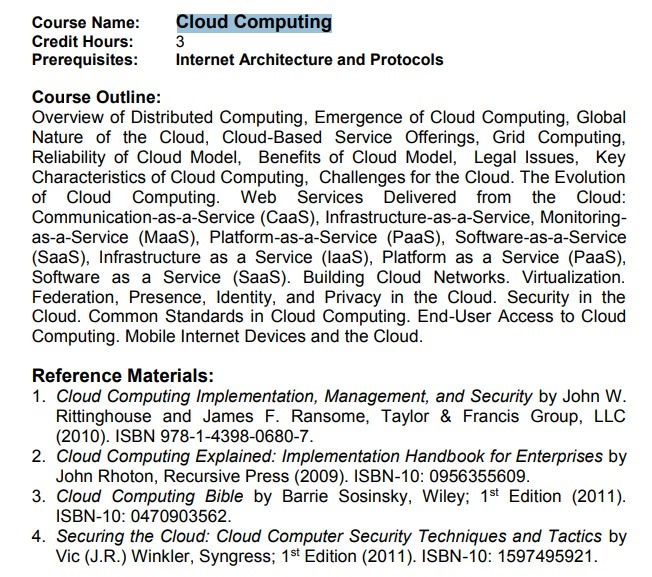 Course Name: Cloud Computing
Credit Hours: 3
Prerequisites: Internet Architecture and Protocols
Course Outline:
Overview of Distributed Computing, Emergence of Cloud Computing, Global
Nature of the Cloud, Cloud-Based Service Offerings, Grid Computing,
Reliability of Cloud Model, Benefits of Cloud Model, Legal Issues, Key
Characteristics of Cloud Computing, Challenges for the Cloud. The Evolution
of Cloud Computing. Web Services Delivered from the Cloud:
Communication-as-a-Service (CaaS), Infrastructure-as-a-Service, Monitoring-
as-a-Service (MaaS), Platform-as-a-Service (PaaS), Software-as-a-Service
(SaaS), Infrastructure as a Service (IaaS), Platform as a Service (PaaS),
Software as a Service (SaaS). Building Cloud Networks. Virtualization.
Federation, Presence, Identity, and Privacy in the Cloud. Security in the
Cloud. Common Standards in Cloud Computing. End-User Access to Cloud
Computing. Mobile Internet Devices and the Cloud.
Reference Materials:
1. Cloud Computing Implementation, Management, and Security by John W.
Rittinghouse and James F. Ransome, Taylor & Francis Group, LLC
(2010). ISBN 978-1-4398-0680-7.
2. Cloud Computing Explained: Implementation Handbook for Enterprises by
John Rhoton, Recursive Press (2009). ISBN-10: 0956355609.
3. Cloud Computing Bible by Barrie Sosinsky, Wiley; 1st Edition (2011).
ISBN-10: 0470903562.
4. Securing the Cloud: Cloud Computer Security Techniques and Tactics by
Vic (J.R.) Winkler, Syngress; 1st Edition (2011). ISBN-10: 1597495921.